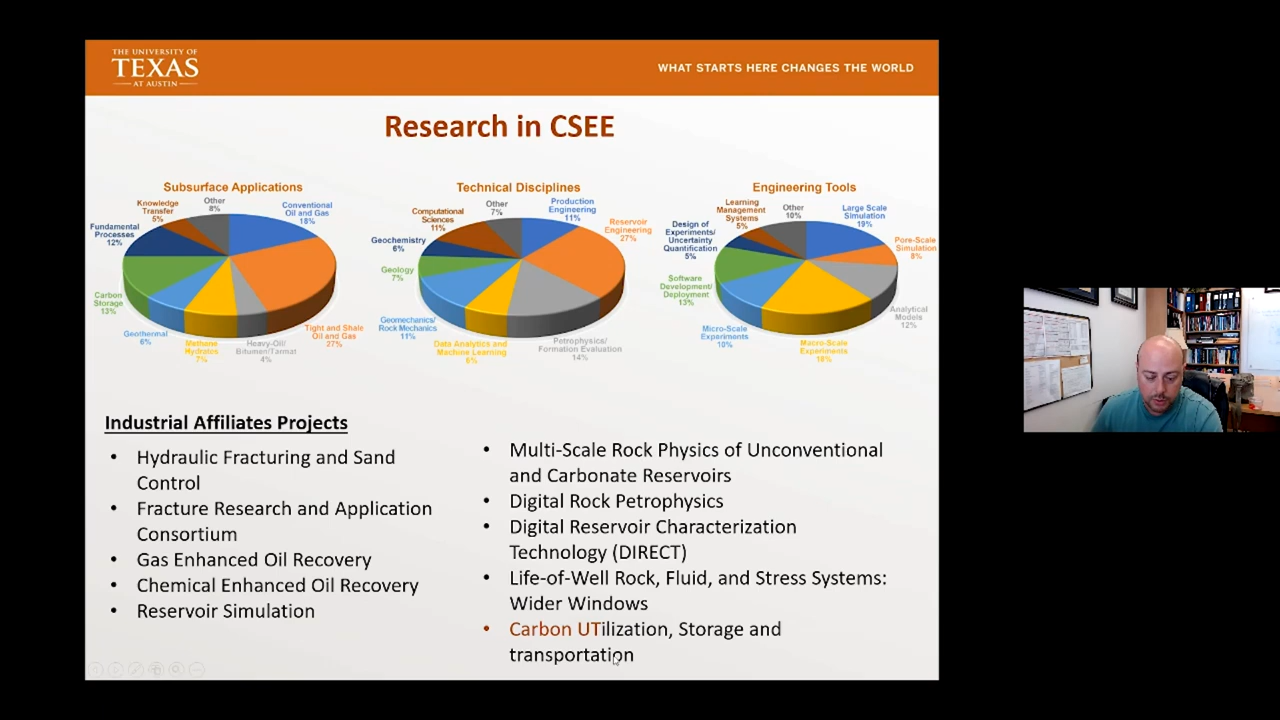 THE UNIVERSITY OF
TEXAS
AT AUSTIN
WHAT STARTS HERE CHANGES THE WORLD
Research in CSEE
Subsurface Applications
Other
8%
Knowledge
Transfer
5%
Conventional
Oil and Gas
18%
Fundamental
Processes
12%
Carbon
Storage
13%
Geothermal
6%
Methane
Hydrates
7%
Heavy-Oil/
Bitumen/Tarmat
4%
Tight and Shale
Oil and Gas
27%
Technical Disciplines
Other
7%
Production
Engineering
11%
Computational
Sciences
11%
Reservoir
Engineering
27%
Geochemistry
6%
Geology
7%
Geomechanics/
Rock Mechanics
11%
Data Analytics and
Machine Learning
6%
Petrophysics/
Formation Evaluation
14%
Engineering Tools
Learning
Management
Systems
5%
Other
10%
Large Scale
Simulation
19%
Design of
Experiments/
Uncertainty
Quantification
5%
Pore-Scale
Simulation
8%
Software
Development/
Deployment
13%
Analytical
Models
12%
Micro-Scale
Experiments
10%
Macro-Scale
Experiments
18%
Industrial Affiliates Projects
• Hydraulic Fracturing and Sand
Control
• Fracture Research and Application
Consortium
• Gas Enhanced Oil Recovery
• Chemical Enhanced Oil Recovery
• Reservoir Simulation
• Multi-Scale Rock Physics of Unconventional
and Carbonate Reservoirs
• Digital Rock Petrophysics
• Digital Reservoir Characterization
Technology (DIRECT)
• Life-of-Well Rock, Fluid, and Stress Systems:
Wider Windows
• Carbon UTilization, Storage and
transportation